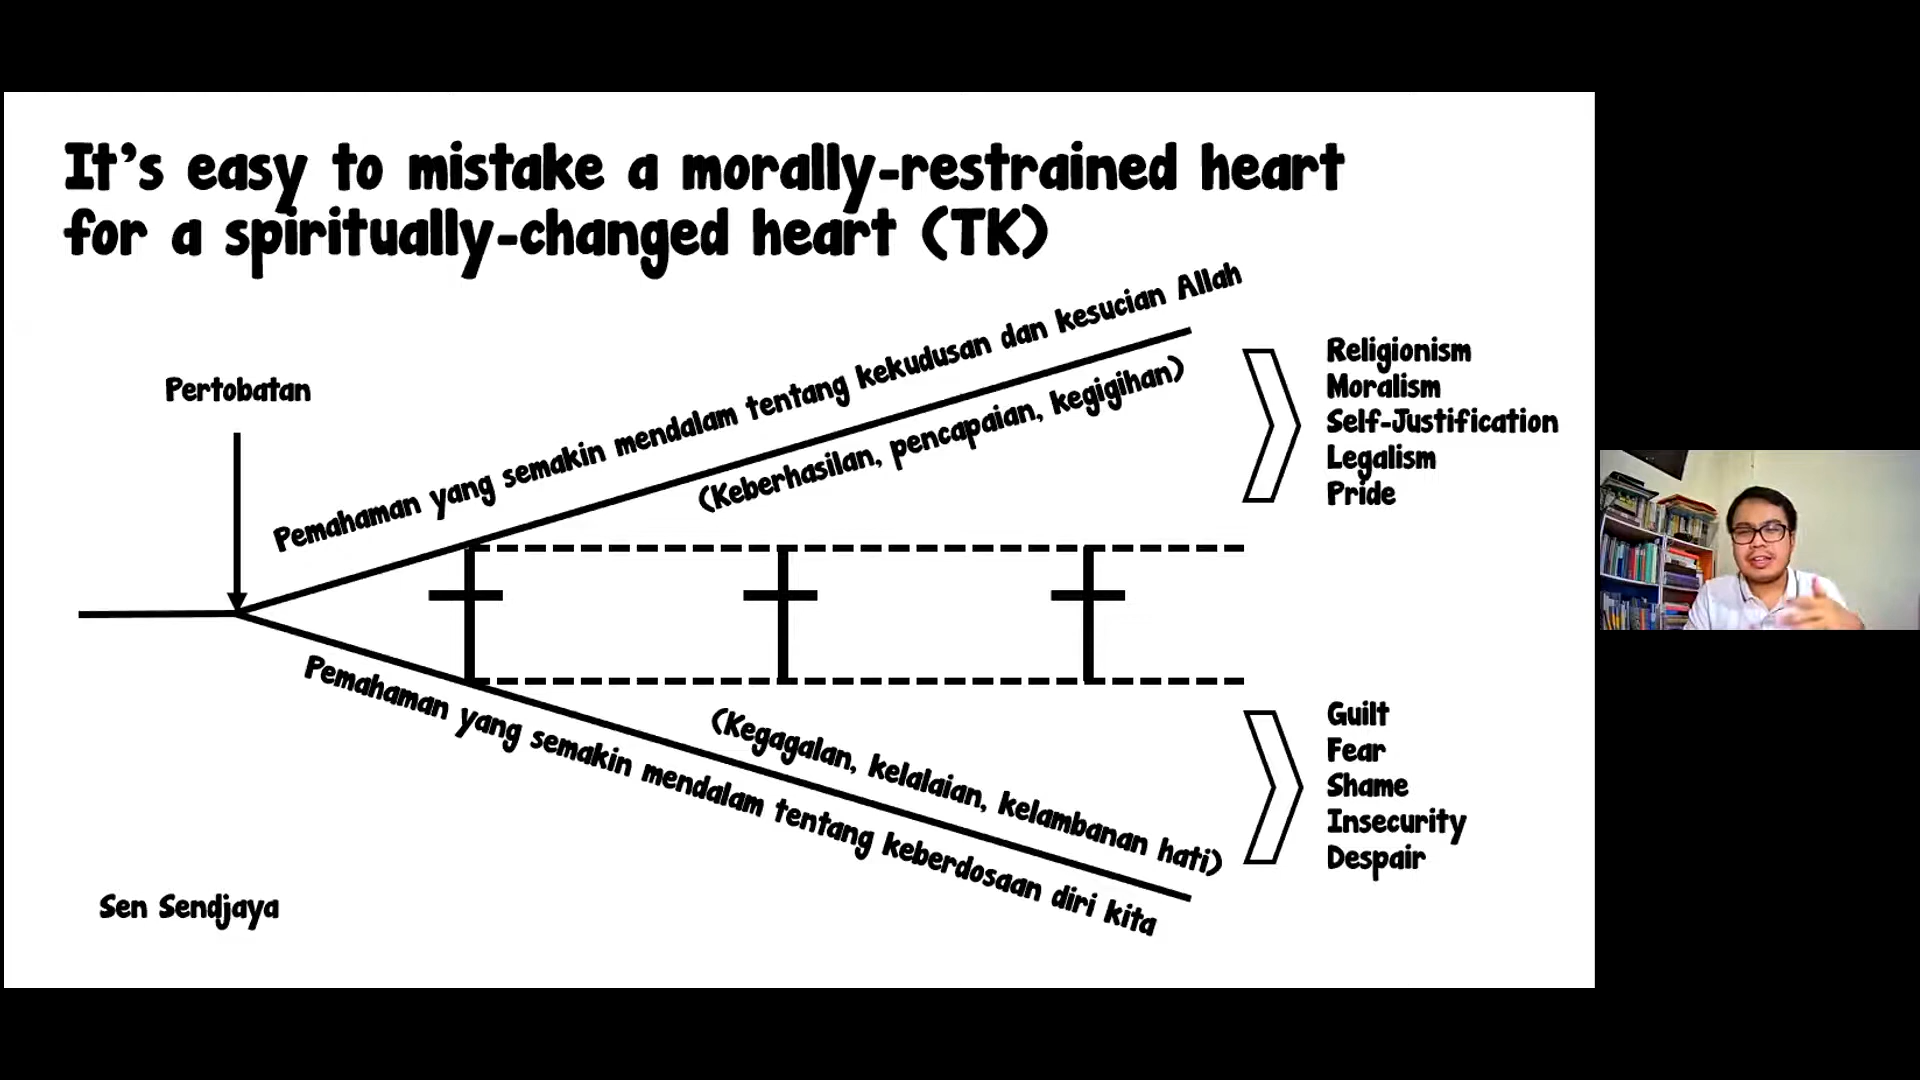 It's easy to mistake a morally-restrained heart
for a spiritually-changed heart (TK)
Pertobatan
Pemahaman yang semakin mendalam tentang kekudusan dan kesucian Allah
(Keberhasilan, pencapaian, kegigihan)
Religionism
Moralism
Self-Justification
Legalism
Pride
Pemahaman yang semakin mendalam tentang keberdosaan diri kita
(Kegagalan, kelalaian, kelambanan hati)
Guilt
Fear
Shame
Insecurity
Despair
Sen Sendjaya